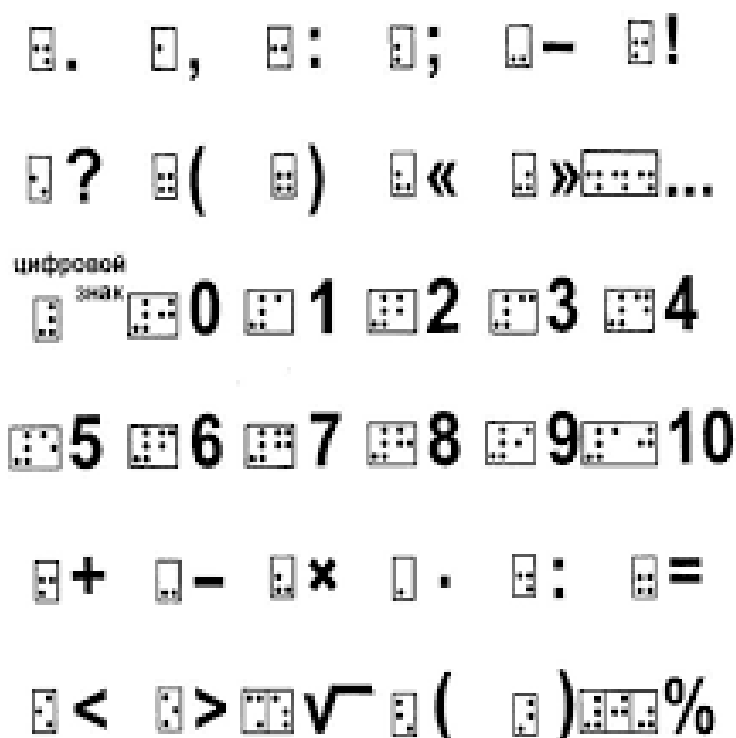 . , : ; – !
? ( ) « » ...
цифровой
знак 0 1 2 3 4
5 6 7 8 9 10
+ – × · : =
< > √ ( ) %